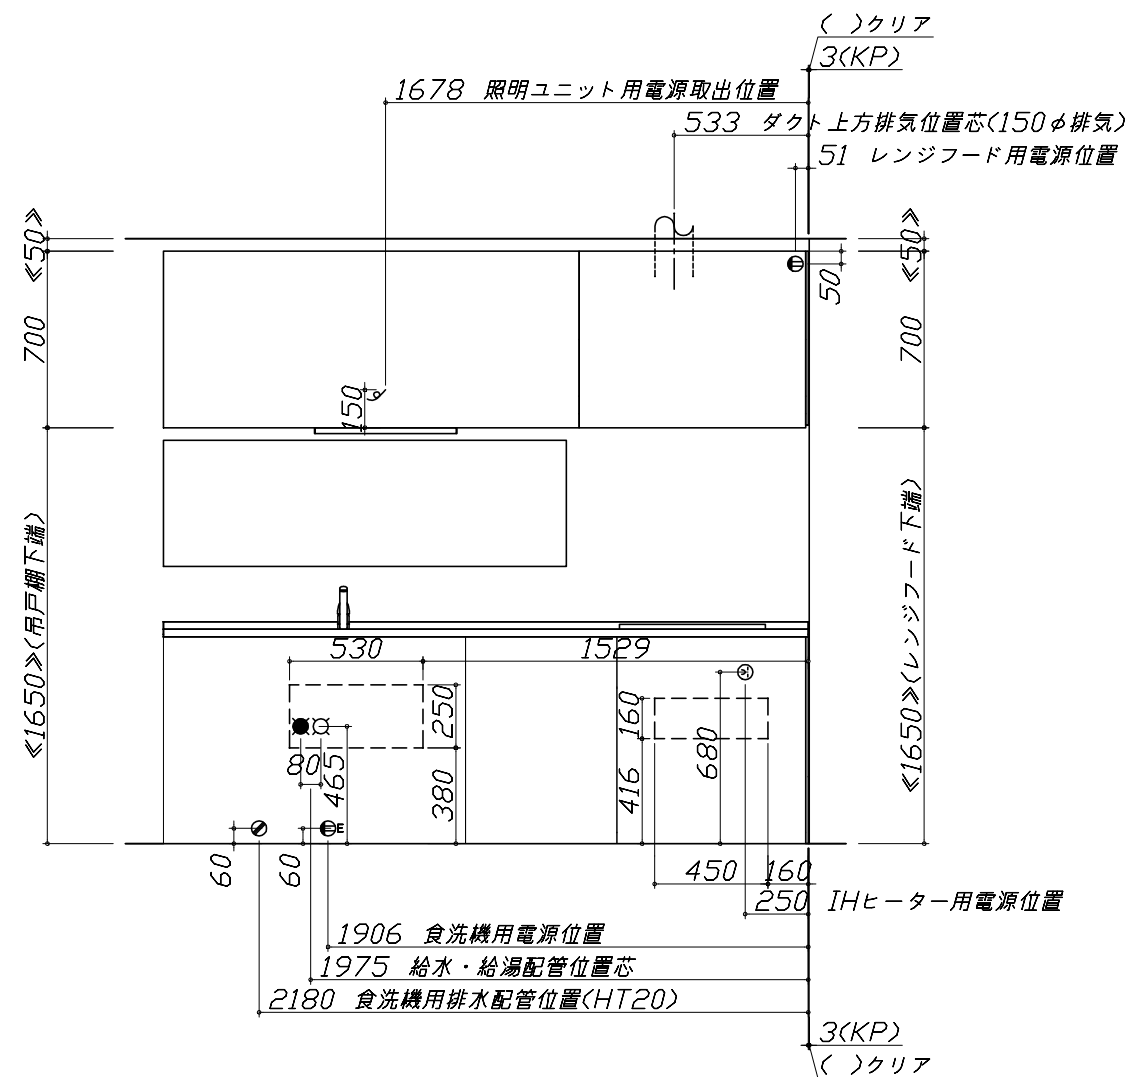 ( )クリア
3(KP)
1678 照明ユニット用電源取出位置
533 ダクト上方排気位置芯(150φ排気)
51 レンジフード用電源位置
≪50≫
≪50≫
50
700
700
150
≪1650≫(吊戸棚下端)
≪1650≫(レンジフード下端)
530
1529
250
160
680
80
465
380
416
E
60
60
450
160
250 IHヒーター用電源位置
1906 食洗機用電源位置
1975 給水・給湯配管位置芯
2180 食洗機用排水配管位置(HT20)
3(KP)
( )クリア